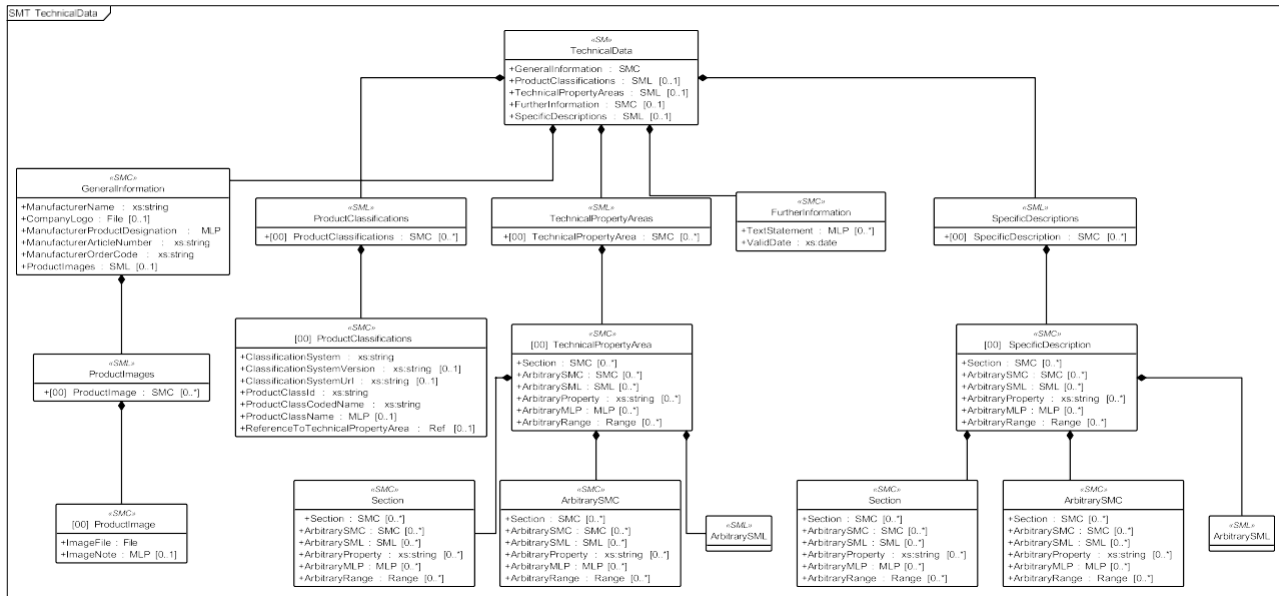 SMT TechnicalData
«SM»
TechnicalData
+GeneralInformation : SMC
+ProductClassifications : SML [0..1]
+TechnicalPropertyAreas : SML [0..1]
+FurtherInformation : SMC [0..1]
+SpecificDescriptions : SML [0..1]
«SMC»
GeneralInformation
+ManufacturerName : xs:string
+CompanyLogo : File [0..1]
+ManufacturerProductDesignation : MLP
+ManufacturerArticleNumber : xs:string
+ManufacturerOrderCode : xs:string
+ProductImages : SML [0..1]
«SML»
ProductClassifications
+[00] ProductClassifications : SMC [0..*]
«SML»
TechnicalPropertyAreas
+[00] TechnicalPropertyArea : SMC [0..*]
«SMC»
FurtherInformation
+TextStatement : MLP [0..*]
+ValidDate : xs:date
«SML»
SpecificDescriptions
+[00] SpecificDescription : SMC [0..*]
«SML»
ProductImages
+[00] ProductImage : SMC [0..*]
«SMC»
[00] ProductClassifications
+ClassificationSystem : xs:string
+ClassificationSystemVersion : xs:string [0..1]
+ClassificationSystemUrl : xs:string [0..1]
+ProductClassId : xs:string
+ProductClassCodedName : xs:string
+ProductClassName : MLP [0..1]
+ReferenceToTechnicalPropertyArea : Ref [0..1]
«SMC»
[00] TechnicalPropertyArea
+Section : SMC [0..*]
+ArbitrarySMC : SMC [0..*]
+ArbitrarySML : SML [0..*]
+ArbitraryProperty : xs:string [0..*]
+ArbitraryMLP : MLP [0..*]
+ArbitraryRange : Range [0..*]
«SMC»
[00] SpecificDescription
+Section : SMC [0..*]
+ArbitrarySMC : SMC [0..*]
+ArbitrarySML : SML [0..*]
+ArbitraryProperty : xs:string [0..*]
+ArbitraryMLP : MLP [0..*]
+ArbitraryRange : Range [0..*]
«SMC»
[00] ProductImage
+ImageFile : File
+ImageNote : MLP [0..1]
«SMC»
Section
+Section : SMC [0..*]
+ArbitrarySMC : SMC [0..*]
+ArbitrarySML : SML [0..*]
+ArbitraryProperty : xs:string [0..*]
+ArbitraryMLP : MLP [0..*]
+ArbitraryRange : Range [0..*]
«SMC»
ArbitrarySMC
+Section : SMC [0..*]
+ArbitrarySMC : SMC [0..*]
+ArbitrarySML : SML [0..*]
+ArbitraryProperty : xs:string [0..*]
+ArbitraryMLP : MLP [0..*]
+ArbitraryRange : Range [0..*]
«SML»
ArbitrarySML
«SMC»
Section
+Section : SMC [0..*]
+ArbitrarySMC : SMC [0..*]
+ArbitrarySML : SML [0..*]
+ArbitraryProperty : xs:string [0..*]
+ArbitraryMLP : MLP [0..*]
+ArbitraryRange : Range [0..*]
«SMC»
ArbitrarySMC
+Section : SMC [0..*]
+ArbitrarySMC : SMC [0..*]
+ArbitrarySML : SML [0..*]
+ArbitraryProperty : xs:string [0..*]
+ArbitraryMLP : MLP [0..*]
+ArbitraryRange : Range [0..*]
«SML»
ArbitrarySML